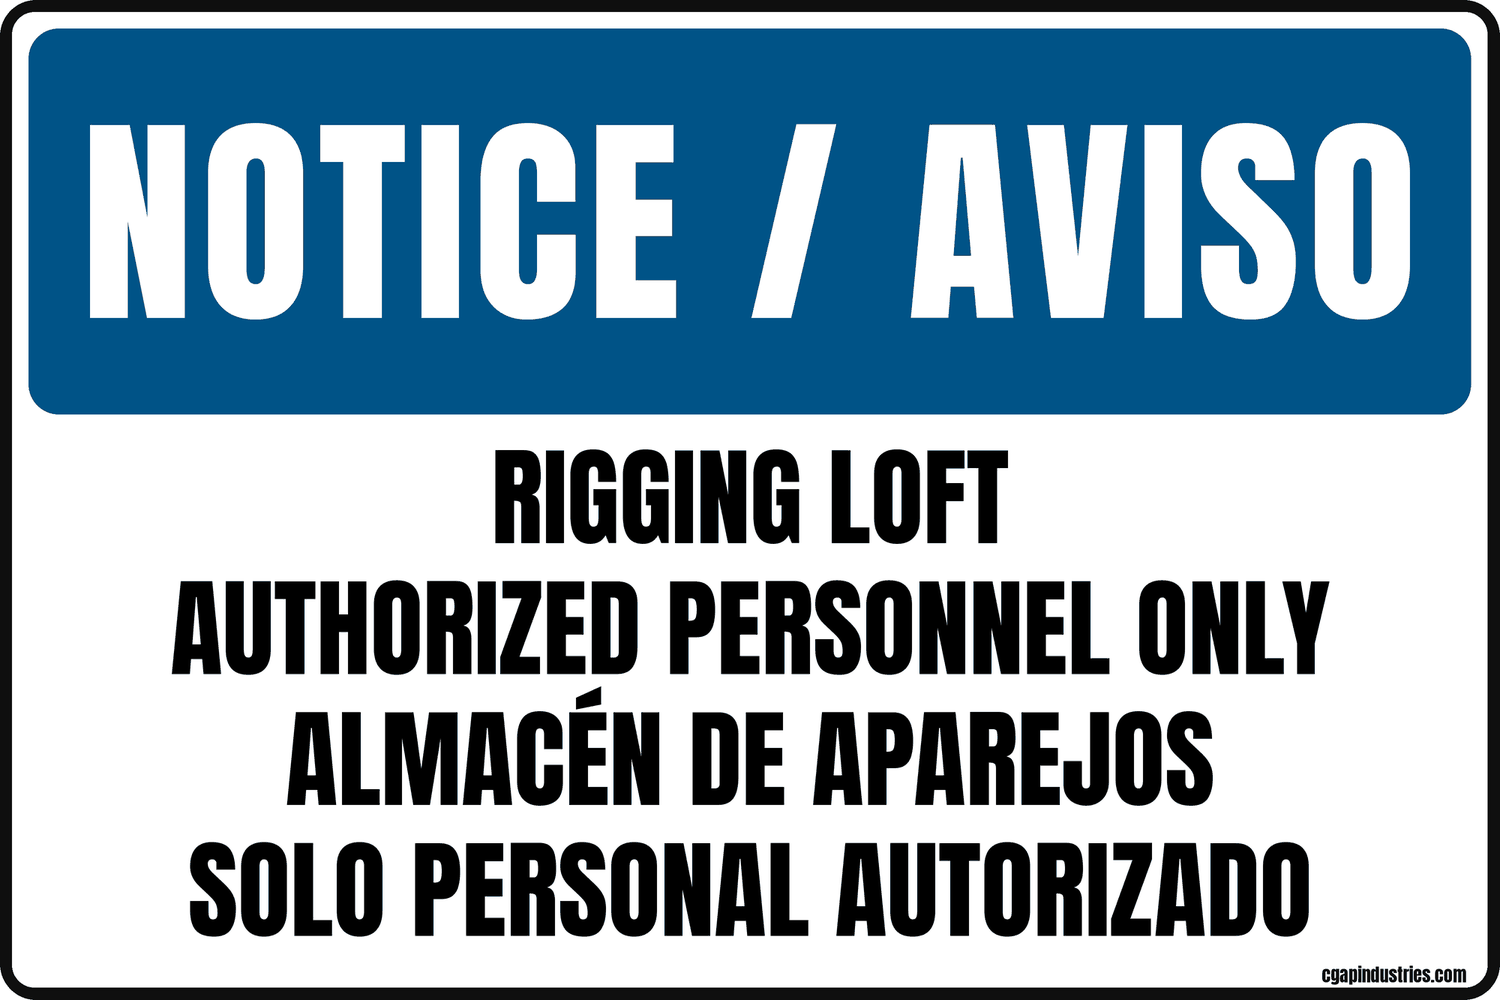 NOTICE / AVISO
RIGGING LOFT
AUTHORIZED PERSONNEL ONLY
ALMACÉN DE APAREJOS
SOLO PERSONAL AUTORIZADO
cgapindustries.com